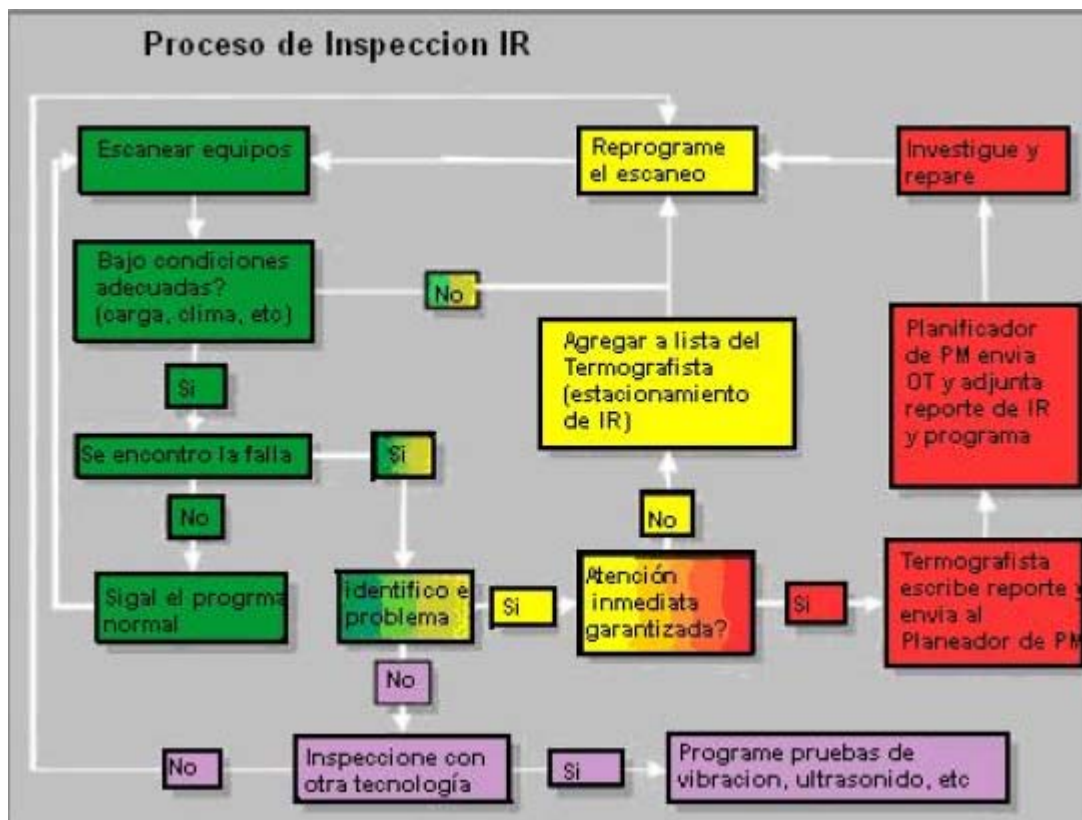 Proceso de Inspeccion IR
Escanear equipos
Reprograme
el escaneo
Investigue y
repare
Bajo condiciones
adecuadas?
(carga, clima, etc)
No
Agregar a lista del
Termografista
(estacionamiento
de IR)
Planificador
de PM envia
OT y adjunta
reporte de IR
y programa
Si
Se encontro la falla
Si
No
No
Sigal el progrma
normal
identifico e
problema
Si
Atención
inmediata
garantizada?
Si
Termografista
escribe reporte y
envia al
Planeador de PM
No
No
Inspeccione con
otra tecnología
Si
Programe pruebas de
vibracion, ultrasonido, etc